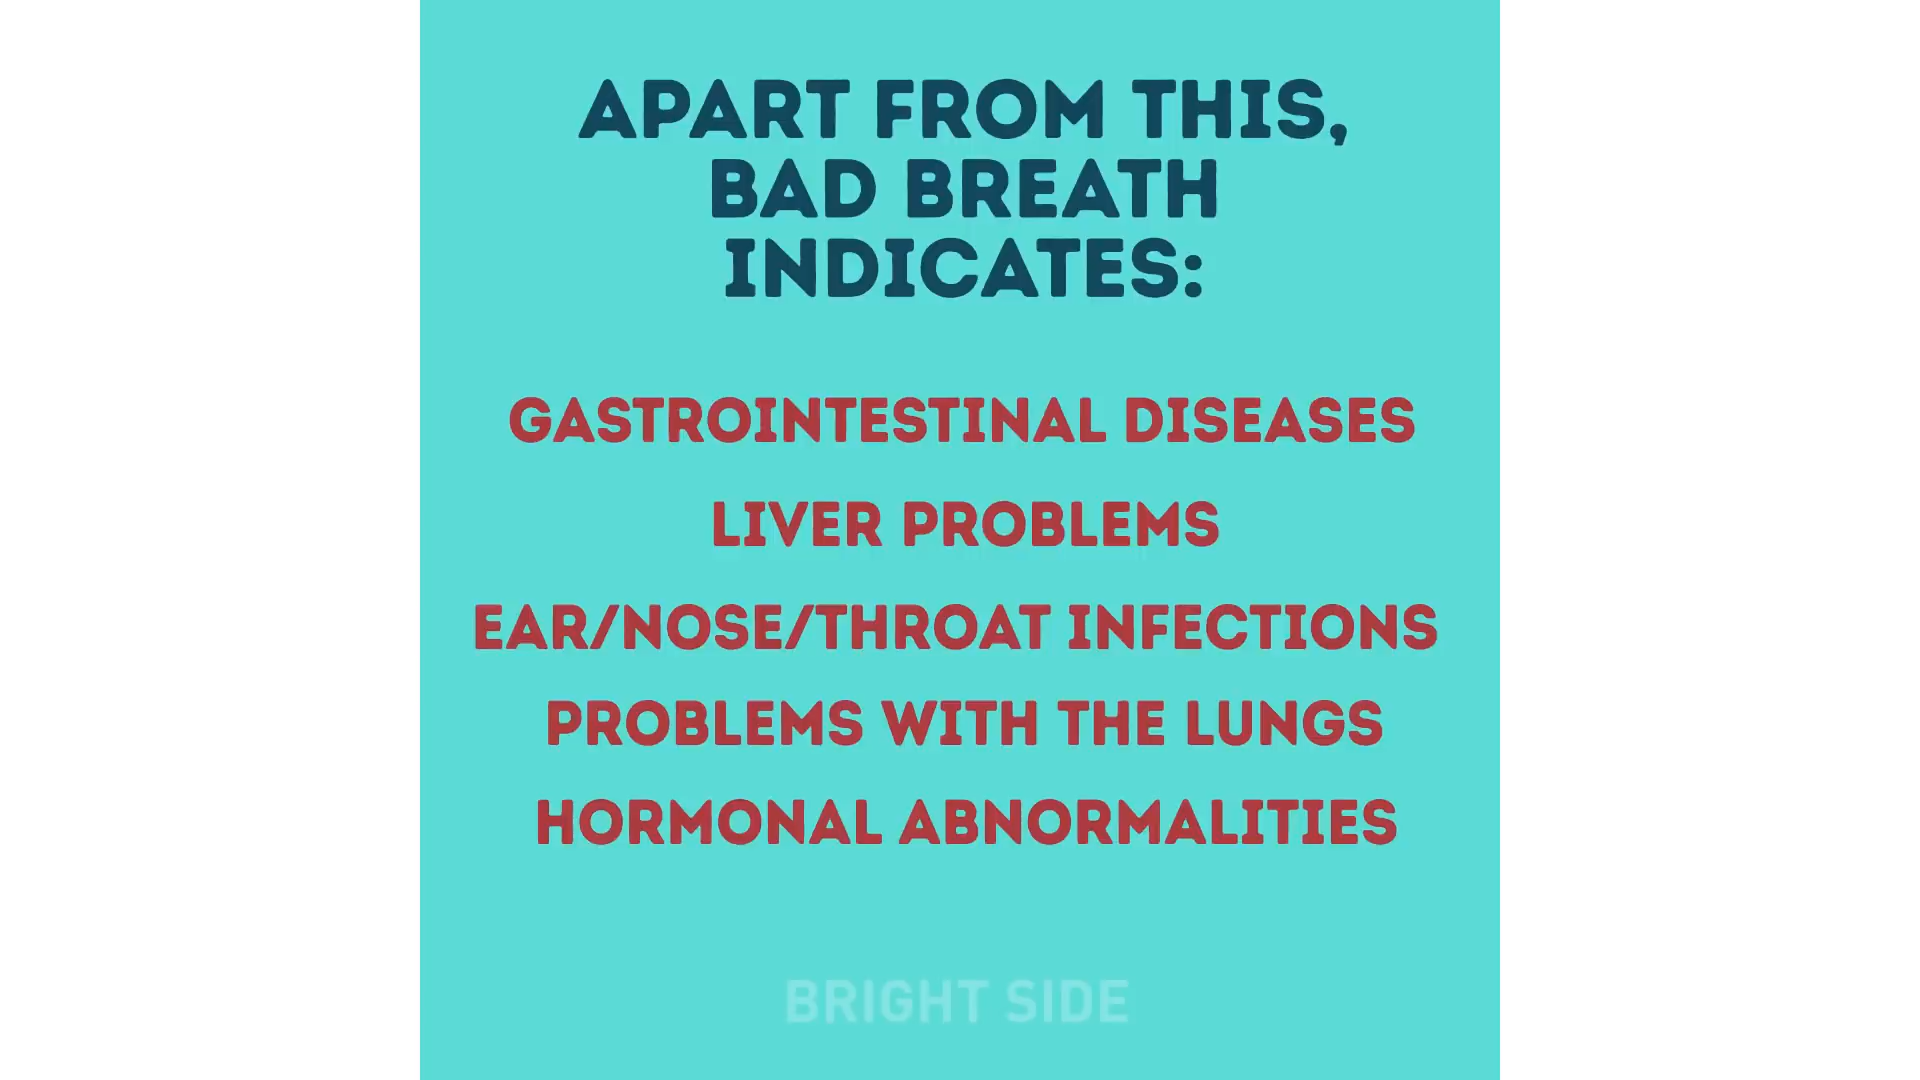 APART FROM THIS,
BAD BREATH
INDICATES:
GASTROINTESTINAL DISEASES
LIVER PROBLEMS
EAR/NOSE/THROAT INFECTIONS
PROBLEMS WITH THE LUNGS
HORMONAL ABNORMALITIES
BRIGHT SIDE